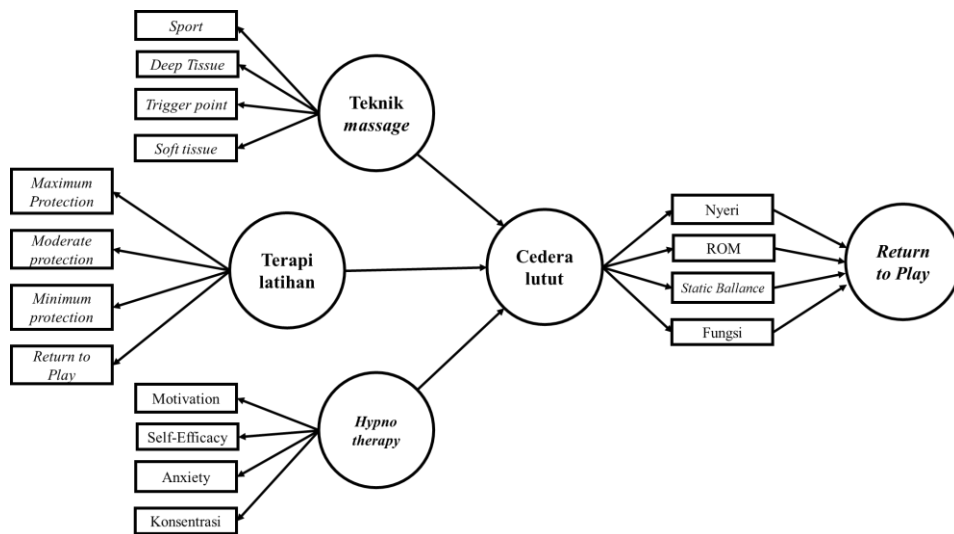 Sport
Deep Tissue
Trigger point
Soft tissue
Teknik
massage
Maximum
Protection
Moderate
protection
Minimum
protection
Return to
Play
Terapi
latihan
Motivation
Self-Efficacy
Anxiety
Konsentrasi
Hypno
therapy
Cedera
lutut
Nyeri
ROM
Static Ballance
Fungsi
Return
to Play